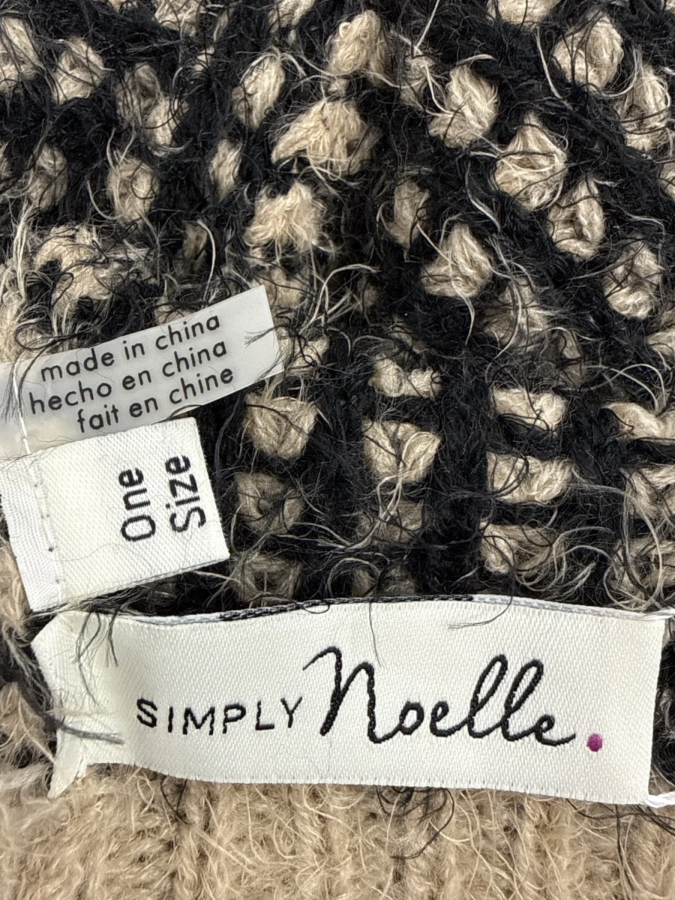 made in china
hecho en china
fait en chine
One
Size
SIMPLY Noelle.